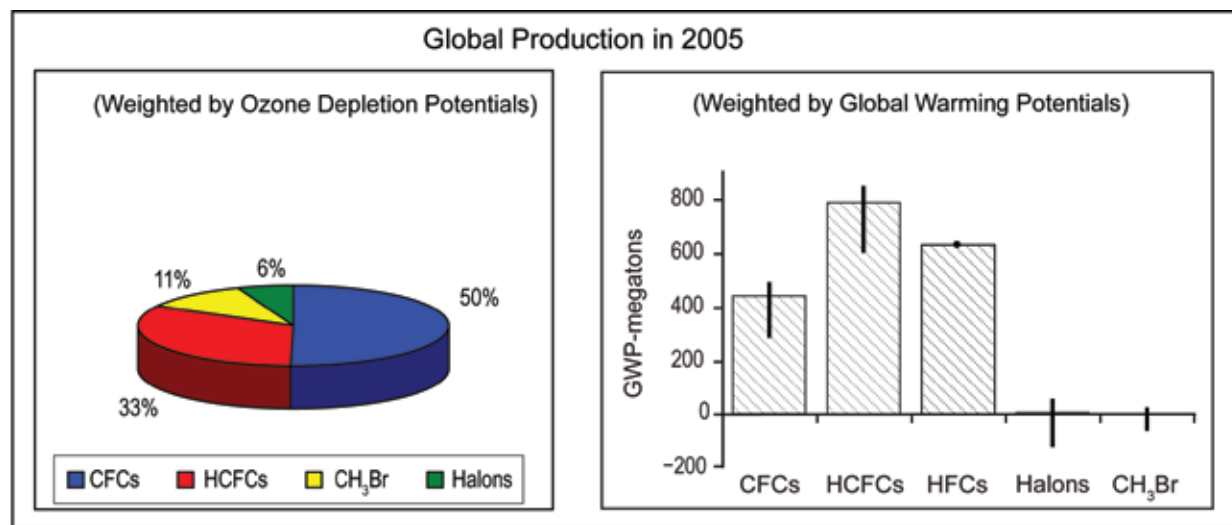 Global Production in 2005
(Weighted by Ozone Depletion Potentials)
11%
6%
50%
33%
CFCs HCFCs CH₃Br Halons
(Weighted by Global Warming Potentials)
GWP-megatons
800
600
400
200
0
−200
CFCs HCFCs HFCs Halons CH₃Br